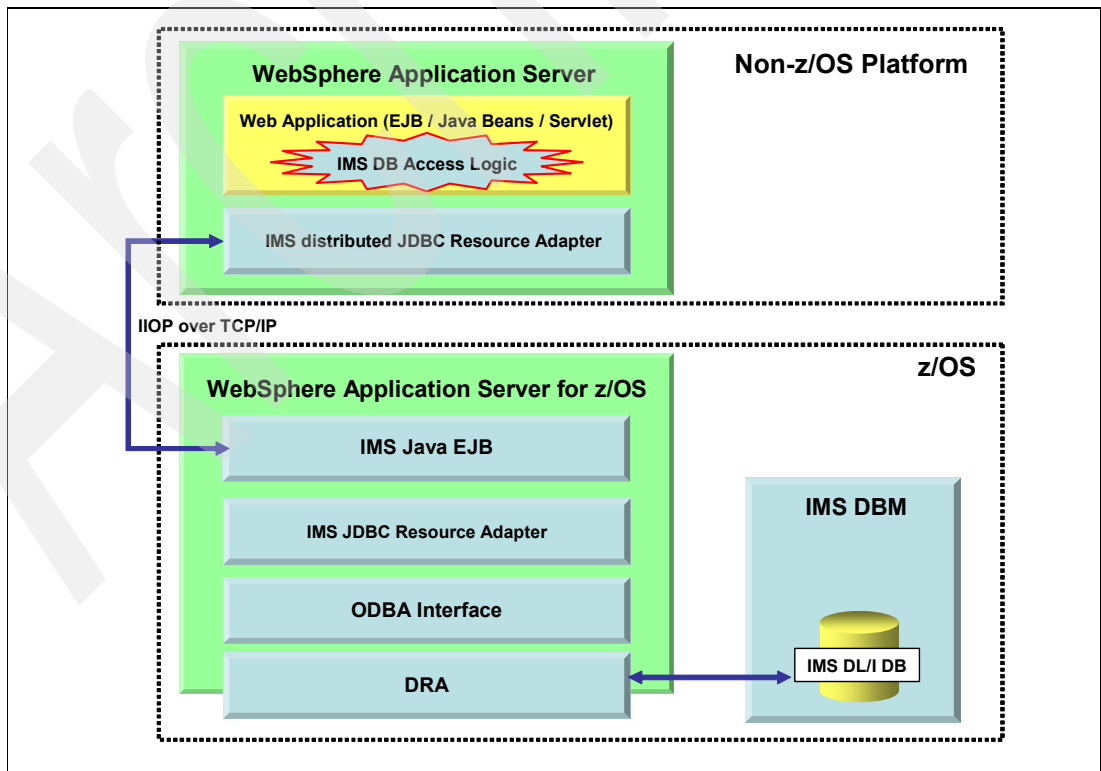 Non-z/OS Platform
WebSphere Application Server
Web Application (EJB / Java Beans / Servlet)
IMS DB Access Logic
IMS distributed JDBC Resource Adapter
IIOP over TCP/IP
z/OS
WebSphere Application Server for z/OS
IMS Java EJB
IMS JDBC Resource Adapter
ODBA Interface
DRA
IMS DBM
IMS DL/I DB